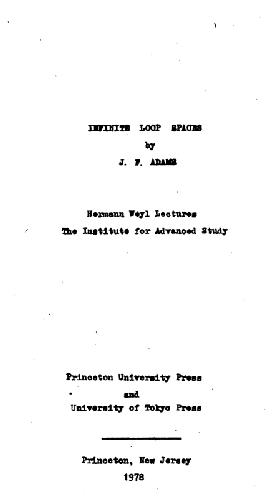 INFINITE LOOP SPACES
by
J. F. ADAMS
Hermann Weyl Lectures
The Institute for Advanced Study
Princeton University Press
and
University of Tokyo Press
Princeton, New Jersey
1978